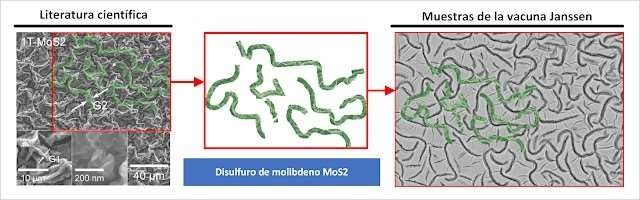 Literatura científica
Muestras de la vacuna Janssen
1T-MoS2
G2
G1
10 μm
200 nm
40 μm
Disulfuro de molibdeno MoS2